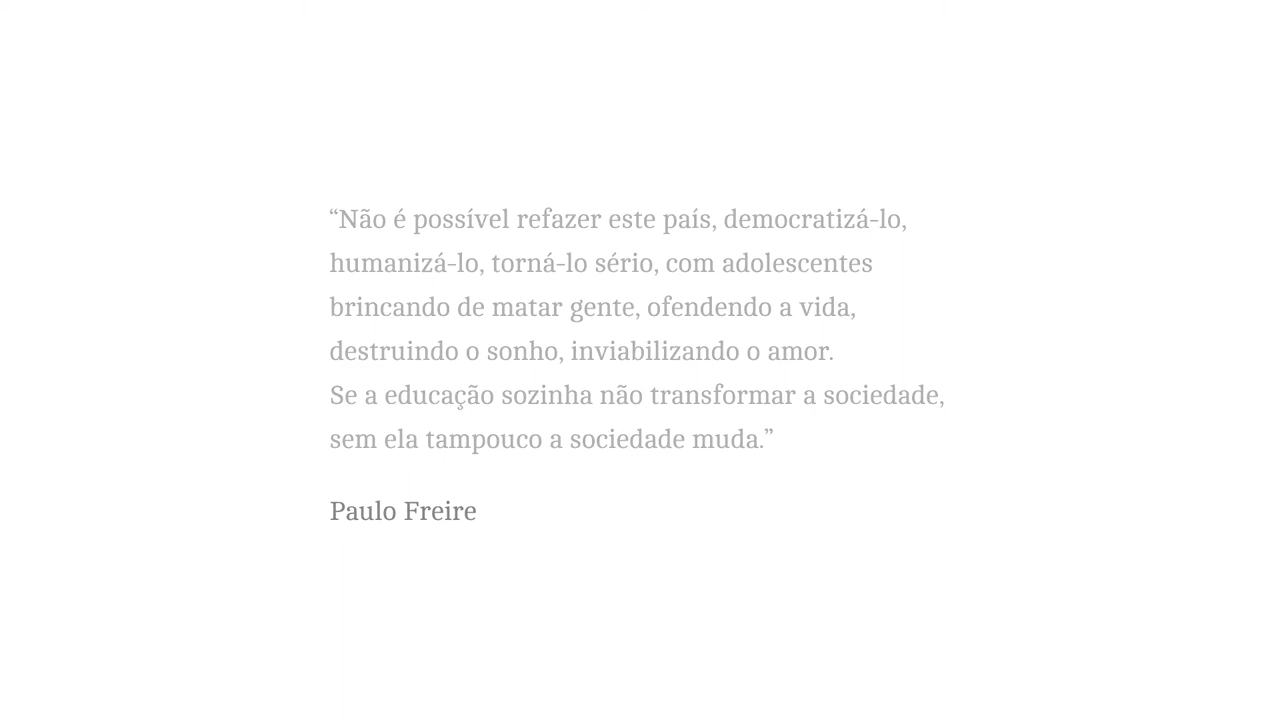 “Não é possível refazer este país, democratizá-lo,
humanizá-lo, torná-lo sério, com adolescentes
brincando de matar gente, ofendendo a vida,
destruindo o sonho, inviabilizando o amor.
Se a educação sozinha não transformar a sociedade,
sem ela tampouco a sociedade muda.”
Paulo Freire